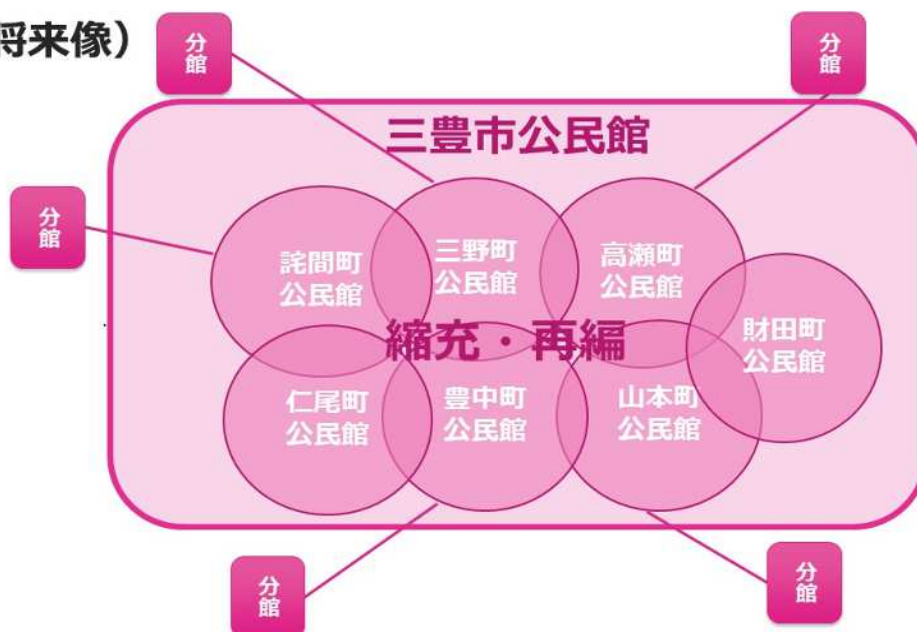 将来像）
分
館
分
館
三豊市公民館
分
館
詫間町
公民館
三野町
公民館
高瀬町
公民館
財田町
公民館
縮充・再編
仁尾町
公民館
豊中町
公民館
山本町
公民館
分
館
分
館